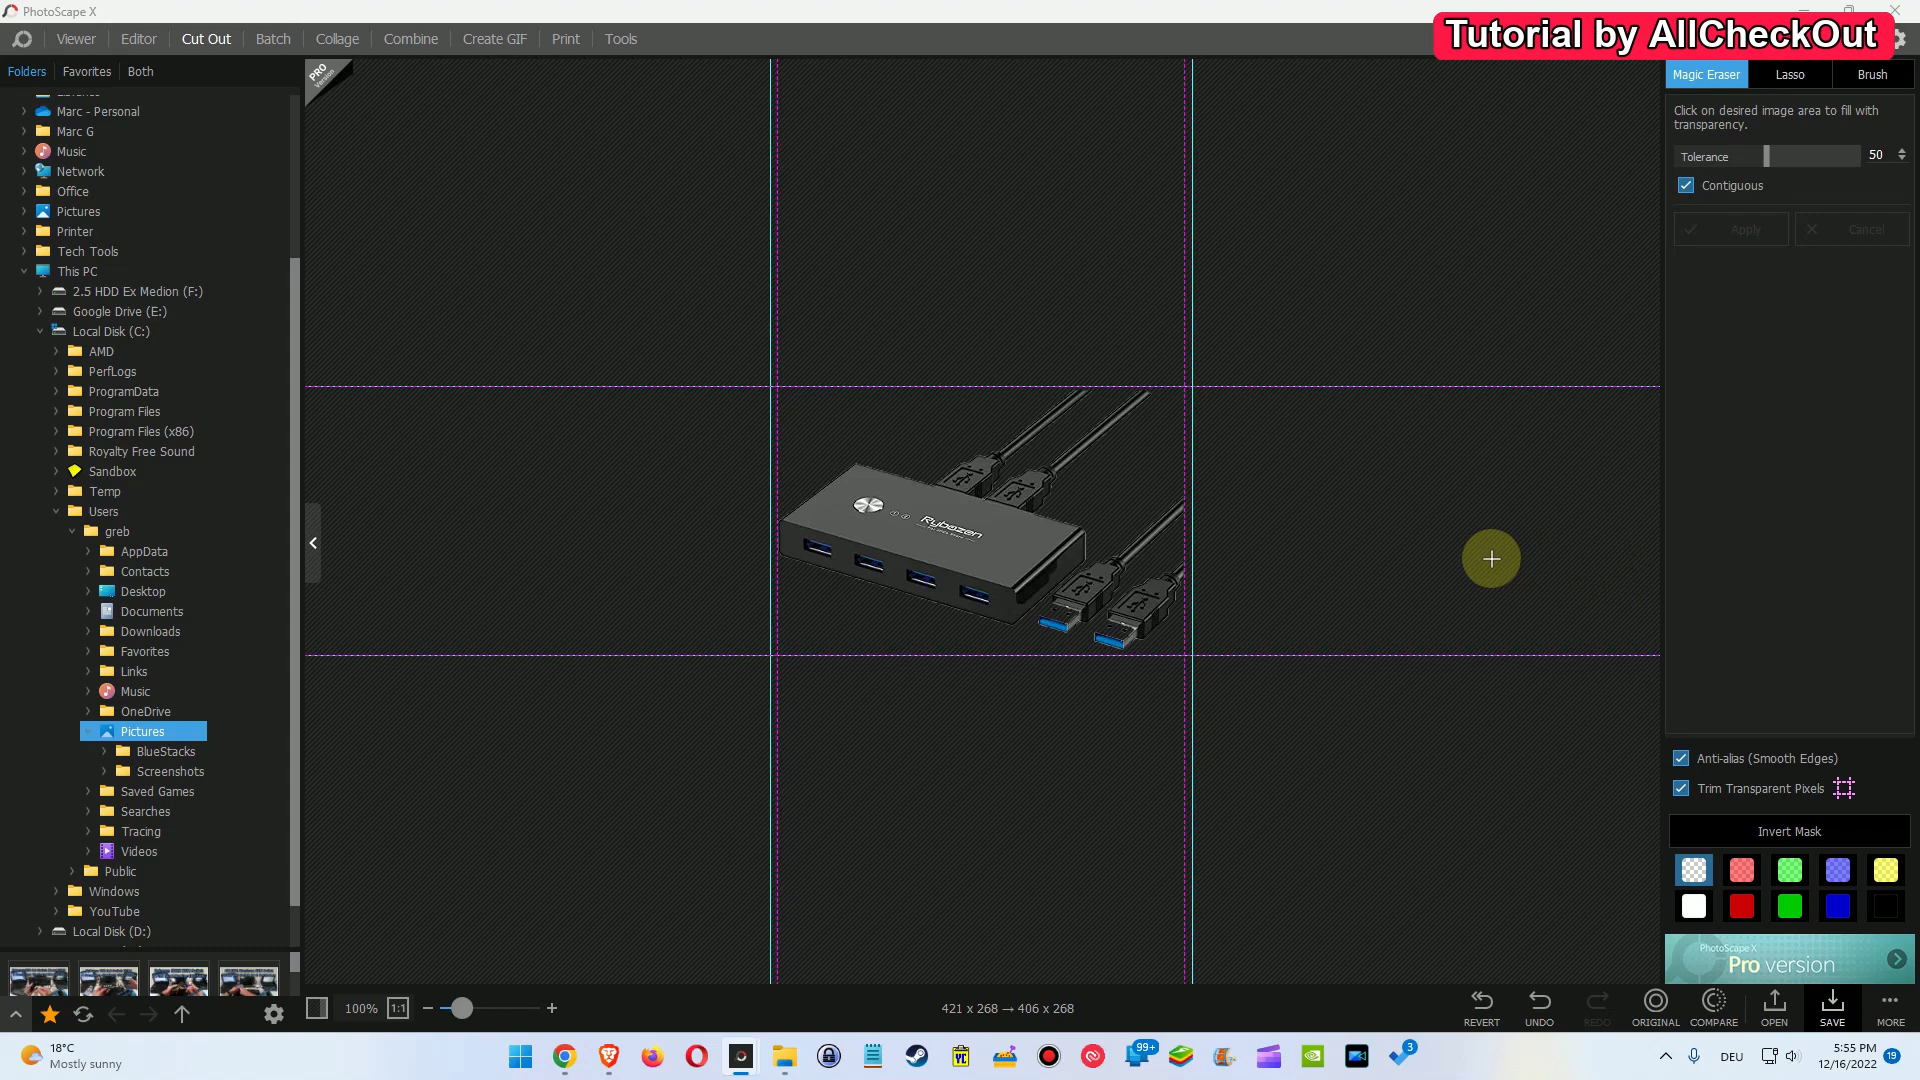 PhotoScape X
Tutorial by AllCheckOut
Viewer
Editor
Cut Out
Batch
Collage
Combine
Create GIF
Print
Tools
Folders
Favorites
Both
PRO
Version
Marc - Personal
Marc G
Music
Network
Office
Pictures
Printer
Tech Tools
This PC
2.5 HDD Ex Medion (F:)
Google Drive (E:)
Local Disk (C:)
AMD
PerfLogs
ProgramData
Program Files
Program Files (x86)
Royalty Free Sound
Sandbox
Temp
Users
greb
AppData
Contacts
Desktop
Documents
Downloads
Favorites
Links
Music
OneDrive
Pictures
BlueStacks
Screenshots
Saved Games
Searches
Tracing
Videos
Public
Windows
YouTube
Local Disk (D:)
Rybozen
Magic Eraser
Lasso
Brush
Click on desired image area to fill with
transparency.
Tolerance
50
Contiguous
Apply
Cancel
Anti-alias (Smooth Edges)
Trim Transparent Pixels
Invert Mask
PhotoScape X
Pro version
100%
1:1
421 x 268 → 406 x 268
REVERT
UNDO
REDO
ORIGINAL
COMPARE
OPEN
SAVE
MORE
18°C
Mostly sunny
99+
3
DEU
5:55 PM
12/16/2022
19